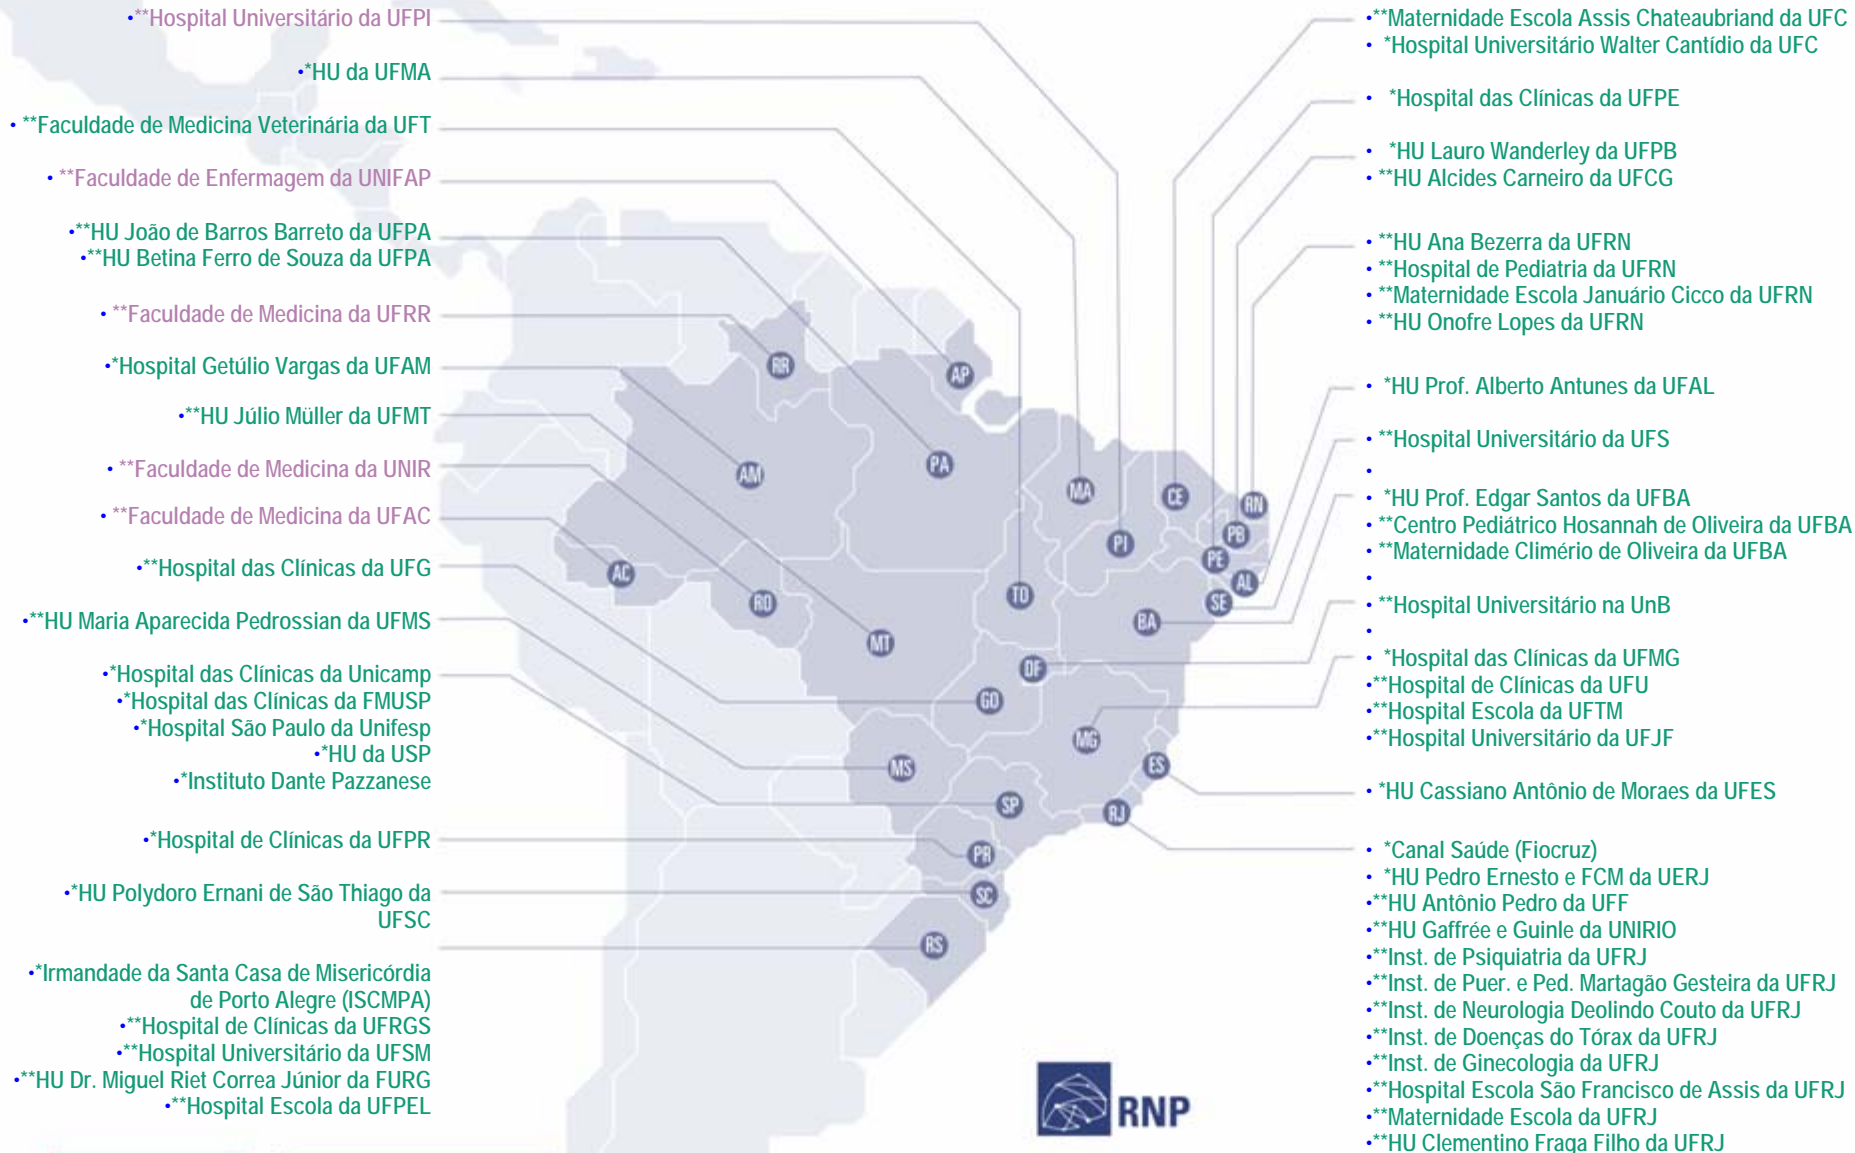 •**Hospital Universitário da UFPI
•*HU da UFMA
• **Faculdade de Medicina Veterinária da UFT
• **Faculdade de Enfermagem da UNIFAP
•**HU João de Barros Barreto da UFPA
•**HU Betina Ferro de Souza da UFPA
• **Faculdade de Medicina da UFRR
•*Hospital Getúlio Vargas da UFAM
•**HU Júlio Müller da UFMT
• **Faculdade de Medicina da UNIR
• **Faculdade de Medicina da UFAC
•**Hospital das Clínicas da UFG
•**HU Maria Aparecida Pedrossian da UFMS
•*Hospital das Clínicas da Unicamp
•*Hospital das Clínicas da FMUSP
•*Hospital São Paulo da Unifesp
•*HU da USP
•*Instituto Dante Pazzanese
•*Hospital de Clínicas da UFPR
•*HU Polydoro Ernani de São Thiago da
UFSC
•*Irmandade da Santa Casa de Misericórdia
de Porto Alegre (ISCMPA)
•**Hospital de Clínicas da UFRGS
•**Hospital Universitário da UFSM
•**HU Dr. Miguel Riet Correa Júnior da FURG
•**Hospital Escola da UFPEL
RR
AP
AM
PA
MA
CE
RN
PI
PB
PE
AL
AC
RO
TO
SE
BA
MT
DF
GO
MG
MS
ES
SP
RJ
PR
SC
RS
RNP
•**Maternidade Escola Assis Chateaubriand da UFC
• *Hospital Universitário Walter Cantídio da UFC
• *Hospital das Clínicas da UFPE
• *HU Lauro Wanderley da UFPB
• **HU Alcides Carneiro da UFCG
• **HU Ana Bezerra da UFRN
• **Hospital de Pediatria da UFRN
• **Maternidade Escola Januário Cicco da UFRN
• **HU Onofre Lopes da UFRN
• *HU Prof. Alberto Antunes da UFAL
• **Hospital Universitário da UFS
•
• *HU Prof. Edgar Santos da UFBA
• **Centro Pediátrico Hosannah de Oliveira da UFBA
• **Maternidade Climério de Oliveira da UFBA
•
• **Hospital Universitário na UnB
•
• *Hospital das Clínicas da UFMG
•**Hospital de Clínicas da UFU
•**Hospital Escola da UFTM
•**Hospital Universitário da UFJF
• *HU Cassiano Antônio de Moraes da UFES
• *Canal Saúde (Fiocruz)
• *HU Pedro Ernesto e FCM da UERJ
•**HU Antônio Pedro da UFF
•**HU Gaffrée e Guinle da UNIRIO
•**Inst. de Psiquiatria da UFRJ
•**Inst. de Puer. e Ped. Martagão Gesteira da UFRJ
•**Inst. de Neurologia Deolindo Couto da UFRJ
•**Inst. de Doenças do Tórax da UFRJ
•**Inst. de Ginecologia da UFRJ
•**Hospital Escola São Francisco de Assis da UFRJ
•**Maternidade Escola da UFRJ
•**HU Clementino Fraga Filho da UFRJ